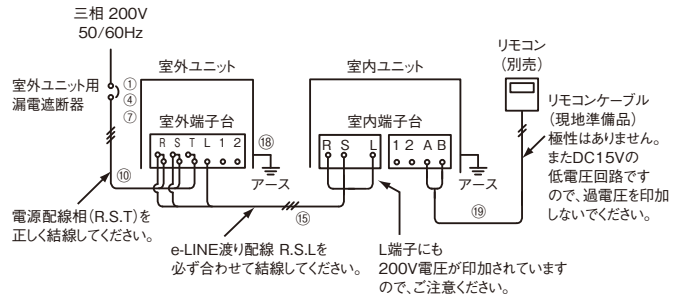 三相 200V
50/60Hz
室外ユニット用
漏電遮断器
①
④
⑦
室外ユニット
室外端子台
R S T L 1 2
⑱
アース
⑩
電源配線相(R.S.T)を
正しく結線してください。
⑮
e-LINE渡り配線 R.S.Lを
必ず合わせて結線してください。
室内ユニット
室内端子台
R S L
1 2 A B
アース
L端子にも
200V電圧が印加されています
ので、ご注意ください。
⑲
リモコン
(別売)
リモコンケーブル
(現地準備品)
極性はありません。
またDC15Vの
低電圧回路です
ので、過電圧を印加
しないでください。